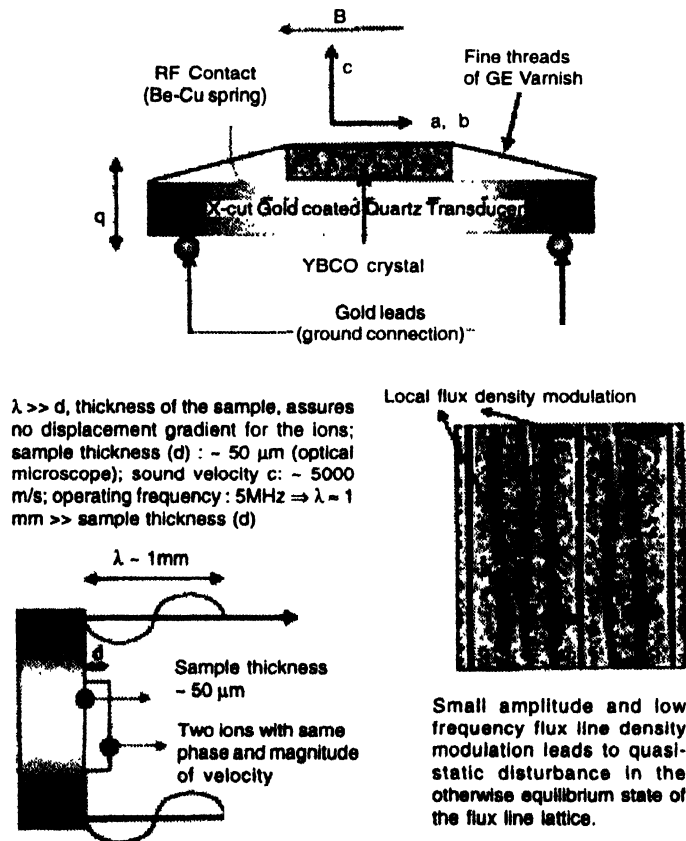 B
RF Contact
(Be-Cu spring)
c
Fine threads
of GE Varnish
a, b
q
X-cut Gold coated Quartz Transducer
YBCO crystal
Gold leads
(ground connection)
λ >> d, thickness of the sample, assures
no displacement gradient for the ions;
sample thickness (d) : ~ 50 μm (optical
microscope); sound velocity c: ~ 5000
m/s; operating frequency : 5MHz ⇒ λ ≈ 1
mm >> sample thickness (d)
Local flux density modulation
λ ~ 1mm
d
Sample thickness
~ 50 μm
Two ions with same
phase and magnitude
of velocity
Small amplitude and low
frequency flux line density
modulation leads to quasi-
static disturbance in the
otherwise equilibrium state of
the flux line lattice.